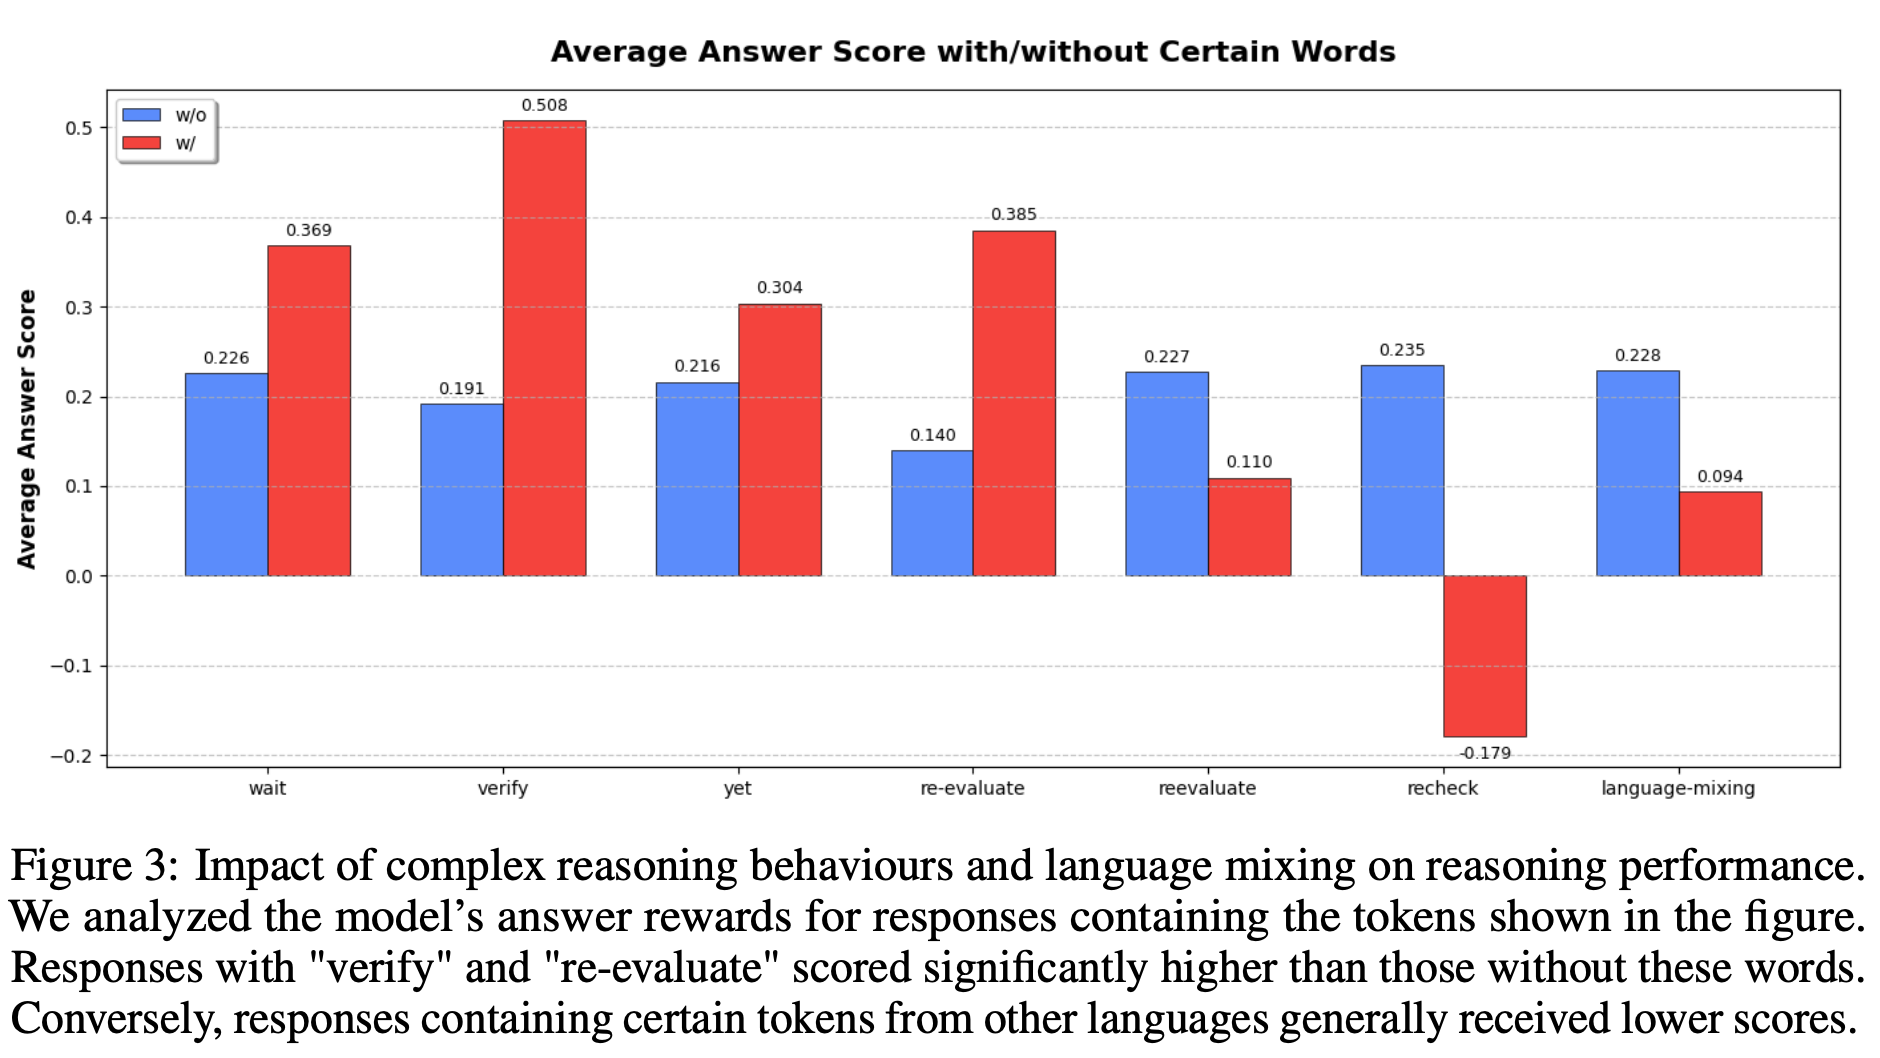 Average Answer Score with/without Certain Words
w/o
w/
Average Answer Score
0.5
0.4
0.3
0.2
0.1
0.0
−0.1
−0.2
0.226
0.369
0.191
0.508
0.216
0.304
0.140
0.385
0.227
0.110
0.235
-0.179
0.228
0.094
wait
verify
yet
re-evaluate
reevaluate
recheck
language-mixing
Figure 3: Impact of complex reasoning behaviours and language mixing on reasoning performance.
We analyzed the model’s answer rewards for responses containing the tokens shown in the figure.
Responses with "verify" and "re-evaluate" scored significantly higher than those without these words.
Conversely, responses containing certain tokens from other languages generally received lower scores.